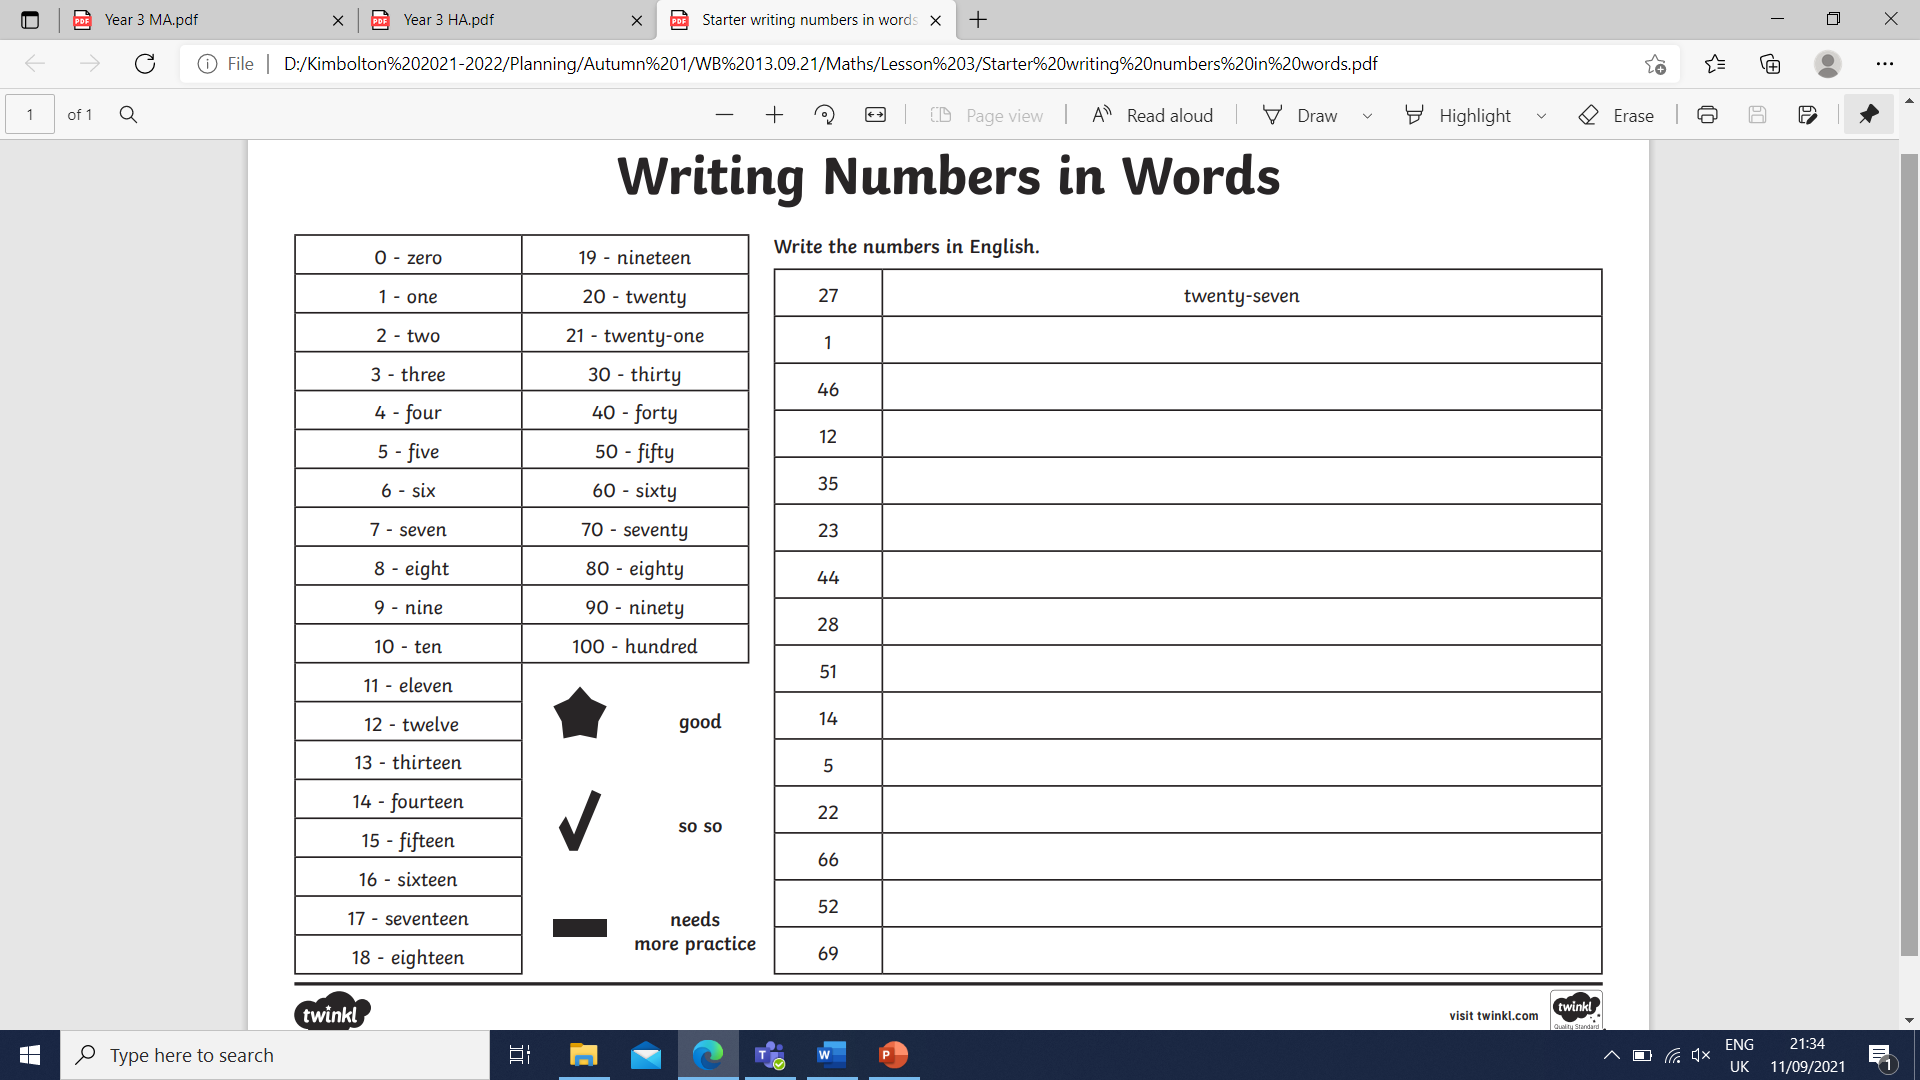 Year 3 MA.pdf
Year 3 HA.pdf
Starter writing numbers in words
File
D:/Kimbolton%202021-2022/Planning/Autumn%201/WB%2013.09.21/Maths/Lesson%203/Starter%20writing%20numbers%20in%20words.pdf
1 of 1
Page view
Read aloud
Draw
Highlight
Erase
Writing Numbers in Words
0 - zero
19 - nineteen
1 - one
20 - twenty
2 - two
21 - twenty-one
3 - three
30 - thirty
4 - four
40 - forty
5 - five
50 - fifty
6 - six
60 - sixty
7 - seven
70 - seventy
8 - eight
80 - eighty
9 - nine
90 - ninety
10 - ten
100 - hundred
11 - eleven
12 - twelve
13 - thirteen
14 - fourteen
15 - fifteen
16 - sixteen
17 - seventeen
18 - eighteen
good
so so
needs
more practice
Write the numbers in English.
27 twenty-seven
1
46
12
35
23
44
28
51
14
5
22
66
52
69
twinkl
visit twinkl.com
twinkl
Quality Standard
Type here to search
ENG
UK
21:34
11/09/2021
1